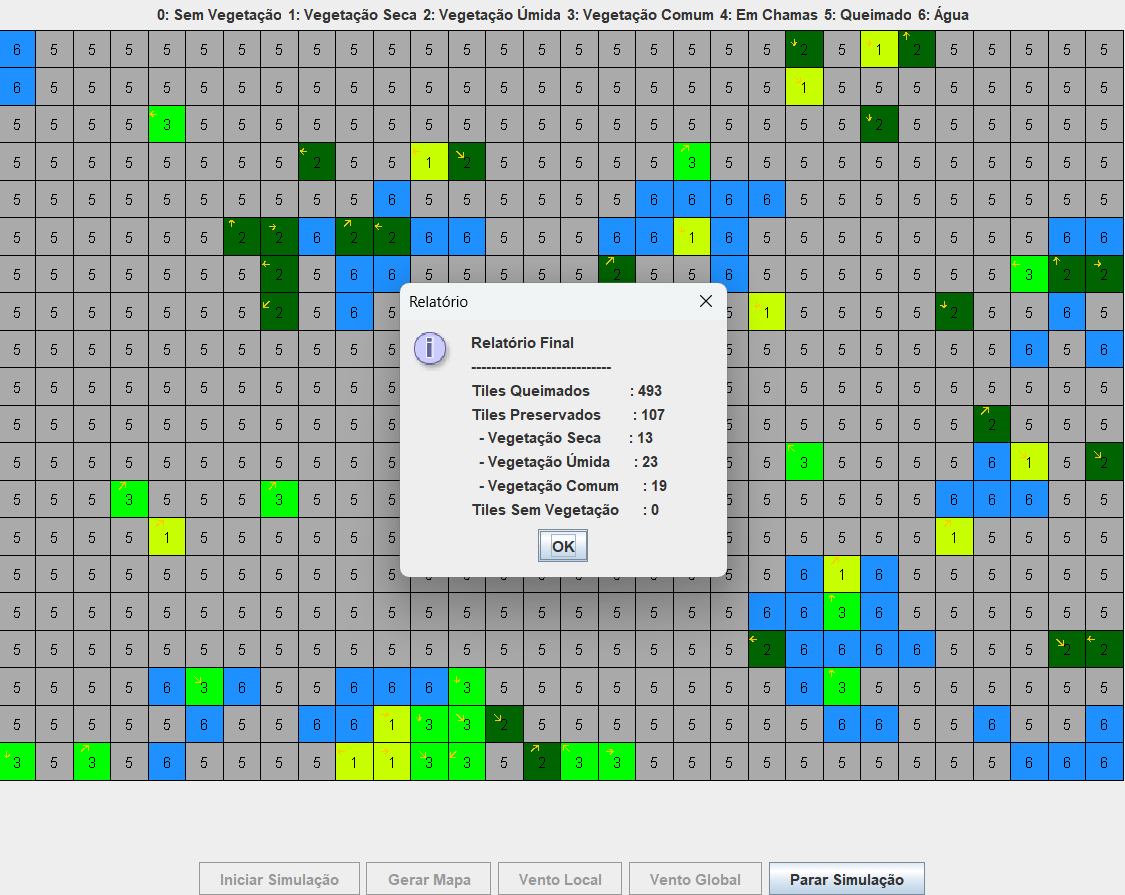 0: Sem Vegetação 1: Vegetação Seca 2: Vegetação Úmida 3: Vegetação Comum 4: Em Chamas 5: Queimado 6: Água
6 5 5 5 5 5 5 5 5 5 5 5 5 5 5 5 5 5 5 5 5 2 5 1 2 5 5 5 5 5
6 5 5 5 5 5 5 5 5 5 5 5 5 5 5 5 5 5 5 5 5 1 5 5 5 5 5 5 5 5
5 5 5 5 3 5 5 5 5 5 5 5 5 5 5 5 5 5 5 5 5 5 5 2 5 5 5 5 5 5
5 5 5 5 5 5 5 5 2 5 5 1 2 5 5 5 5 5 3 5 5 5 5 5 5 5 5 5 5 5
5 5 5 5 5 5 5 5 5 5 6 5 5 5 5 5 5 6 6 6 6 5 5 5 5 5 5 5 5 5
5 5 5 5 5 5 2 2 6 2 2 6 6 5 5 5 6 6 1 6 5 5 5 5 5 5 5 5 6 6
5 5 5 5 5 5 5 2 5 6 6 5 5 5 5 5 2 5 5 6 5 5 5 5 5 5 5 3 2 2
5 5 5 5 5 5 5 2 5 6 5 5 1 5 5 5 5 2 5 5 6 5
5 5 5 5 5 5 5 5 5 5 5 5 5 5 5 5 5 5 5 6 5 6
5 5 5 5 5 5 5 5 5 5 5 5 5 5 5 5 5 5 5 5 5 5
5 5 5 5 5 5 5 5 5 5 5 5 5 5 5 5 5 5 2 5 5 5
5 5 5 5 5 5 5 5 5 5 5 5 5 3 5 5 5 5 6 1 5 2
5 5 5 3 5 5 5 3 5 5 5 5 5 5 5 5 5 6 6 6 5 5
5 5 5 5 1 5 5 5 5 5 5 5 5 5 5 5 5 1 5 5 5 5
5 5 5 5 5 5 5 5 5 5 5 5 5 6 1 6 5 5 5 5 5 5
5 5 5 5 5 5 5 5 5 5 5 5 5 5 5 5 5 5 5 5 6 6 3 6 5 5 5 5 5 5
5 5 5 5 5 5 5 5 5 5 5 5 5 5 5 5 5 5 5 5 2 6 6 6 6 5 5 5 2 2
5 5 5 5 6 3 6 5 5 6 6 6 3 5 5 5 5 5 5 5 5 6 3 5 5 5 5 5 5 5
5 5 5 5 5 6 5 5 6 6 1 3 3 2 5 5 5 5 5 5 5 5 6 6 5 5 6 5 5 6
3 5 3 5 6 5 5 5 5 1 1 3 3 5 2 3 3 5 5 5 5 5 5 5 5 5 5 6 6 6
Relatório
Relatório Final
----------------------------
Tiles Queimados : 493
Tiles Preservados : 107
- Vegetação Seca : 13
- Vegetação Úmida : 23
- Vegetação Comum : 19
Tiles Sem Vegetação : 0
OK
Iniciar Simulação Gerar Mapa Vento Local Vento Global Parar Simulação